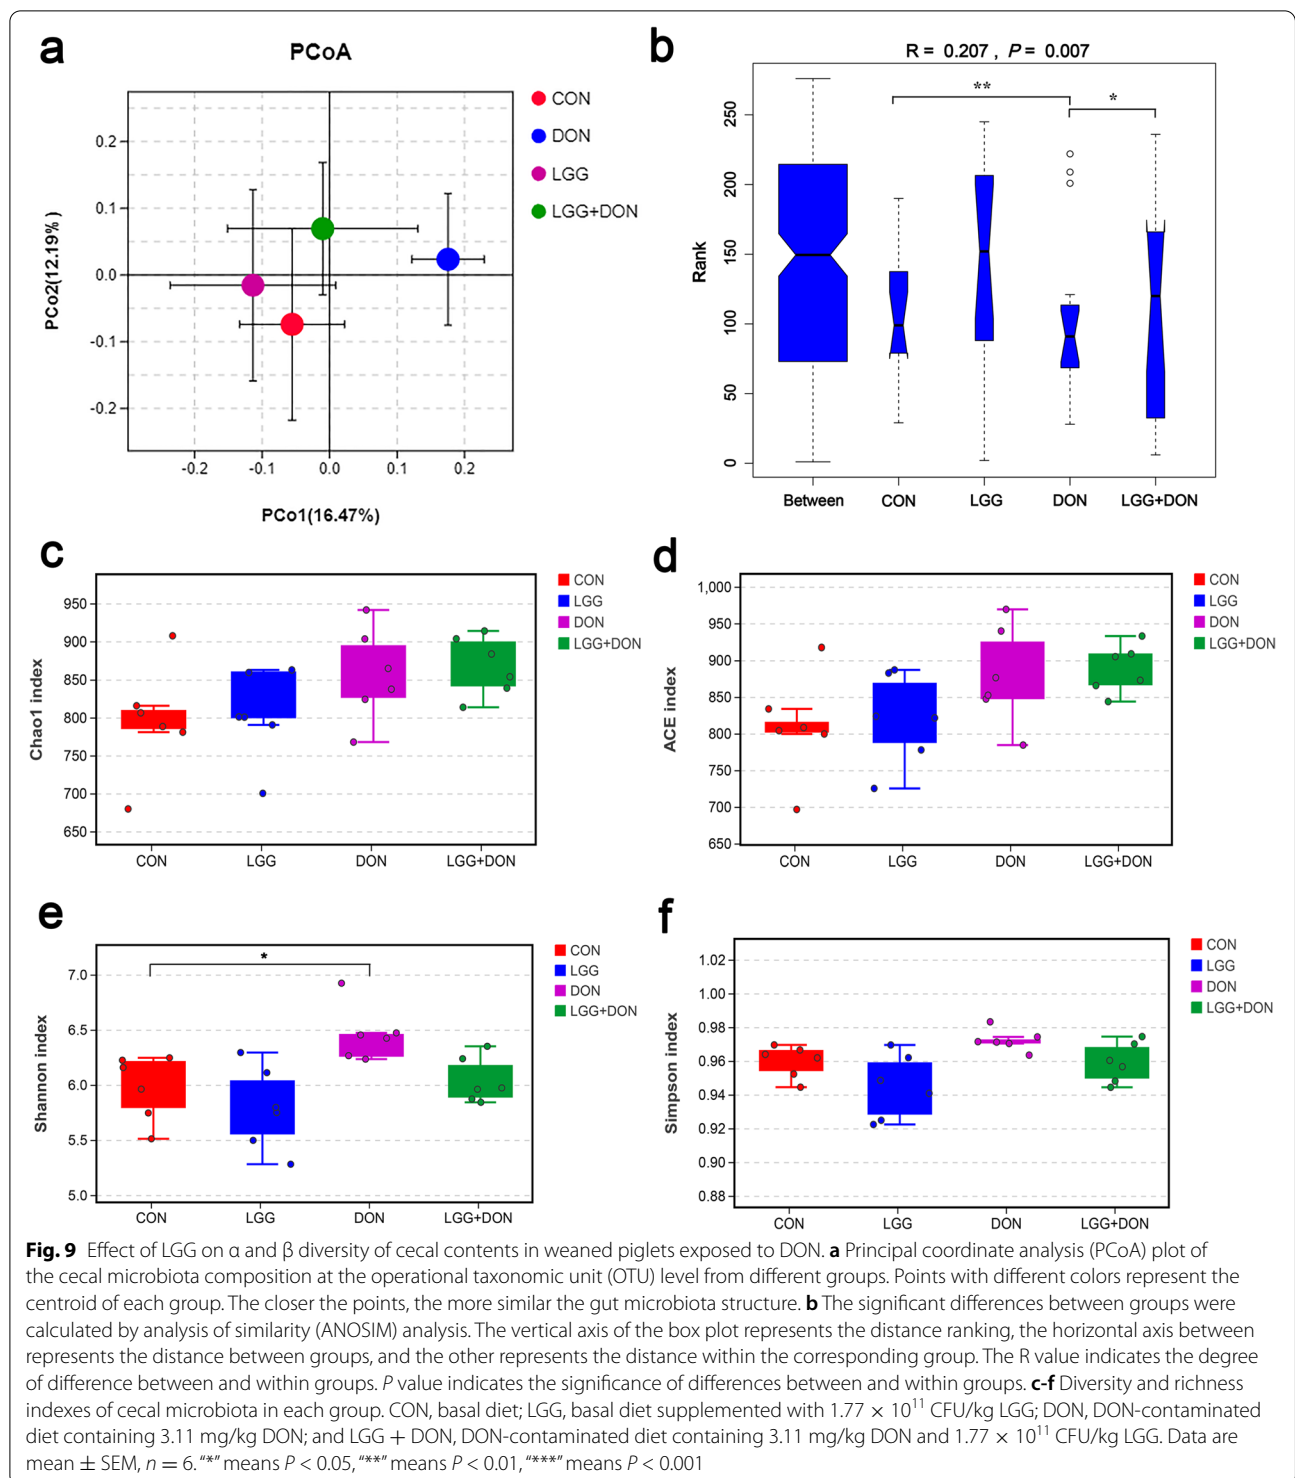 a
PCoA
CON
DON
LGG
LGG+DON
0.2
0.1
0.0
-0.1
-0.2
PCo2(12.19%)
-0.2 -0.1 0.0 0.1 0.2
PCo1(16.47%)
b
R = 0.207 , P = 0.007
**
*
250
200
150
100
50
0
Rank
Between CON LGG DON LGG+DON
c
950
900
850
800
750
700
650
Chao1 index
CON LGG DON LGG+DON
CON
LGG
DON
LGG+DON
d
1,000
950
900
850
800
750
700
650
ACE index
CON LGG DON LGG+DON
CON
LGG
DON
LGG+DON
e
*
7.0
6.5
6.0
5.5
5.0
Shannon index
CON LGG DON LGG+DON
CON
LGG
DON
LGG+DON
f
1.02
1.00
0.98
0.96
0.94
0.92
0.90
0.88
Simpson index
CON LGG DON LGG+DON
CON
LGG
DON
LGG+DON
Fig. 9 Effect of LGG on α and β diversity of cecal contents in weaned piglets exposed to DON. a Principal coordinate analysis (PCoA) plot of
the cecal microbiota composition at the operational taxonomic unit (OTU) level from different groups. Points with different colors represent the
centroid of each group. The closer the points, the more similar the gut microbiota structure. b The significant differences between groups were
calculated by analysis of similarity (ANOSIM) analysis. The vertical axis of the box plot represents the distance ranking, the horizontal axis between
represents the distance between groups, and the other represents the distance within the corresponding group. The R value indicates the degree
of difference between and within groups. P value indicates the significance of differences between and within groups. c-f Diversity and richness
indexes of cecal microbiota in each group. CON, basal diet; LGG, basal diet supplemented with 1.77 × 10¹¹ CFU/kg LGG; DON, DON-contaminated
diet containing 3.11 mg/kg DON; and LGG + DON, DON-contaminated diet containing 3.11 mg/kg DON and 1.77 × 10¹¹ CFU/kg LGG. Data are
mean ± SEM, n = 6. “*” means P < 0.05, “**” means P < 0.01, “***” means P < 0.001